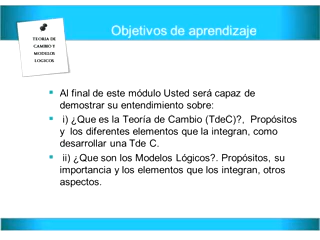 Objetivos de aprendizaje
TEORIA DE
CAMBIO Y
MODELOS
LOGICOS
Al final de este módulo Usted será capaz de
demostrar su entendimiento sobre:
i) ¿Que es la Teoría de Cambio (TdeC)?, Propósitos
y los diferentes elementos que la integran, como
desarrollar una Tde C.
ii) ¿Que son los Modelos Lógicos?. Propósitos, su
importancia y los elementos que los integran, otros
aspectos.